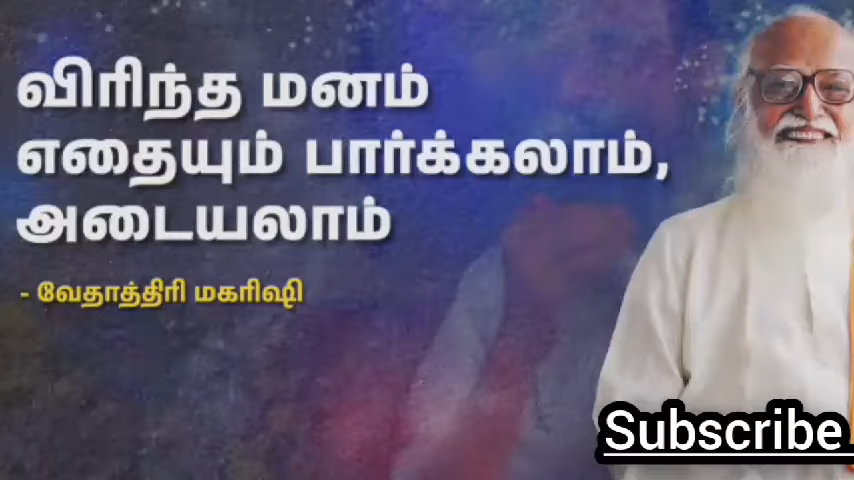 விரிந்த மனம்
எதையும் பார்க்கலாம்,
அடையலாம்
- வேதாத்திரி மகரிஷி
Subscribe